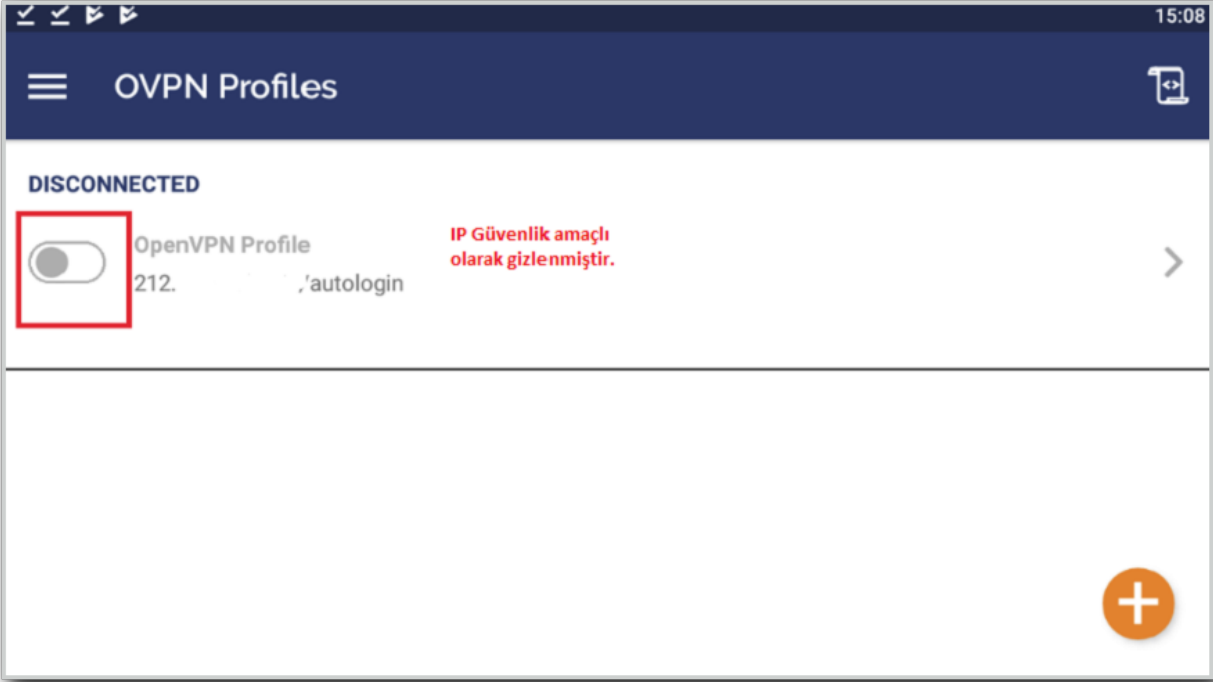 15:08
OVPN Profiles
DISCONNECTED
OpenVPN Profile
212. /autologin
IP Güvenlik amaçlı
olarak gizlenmiştir.